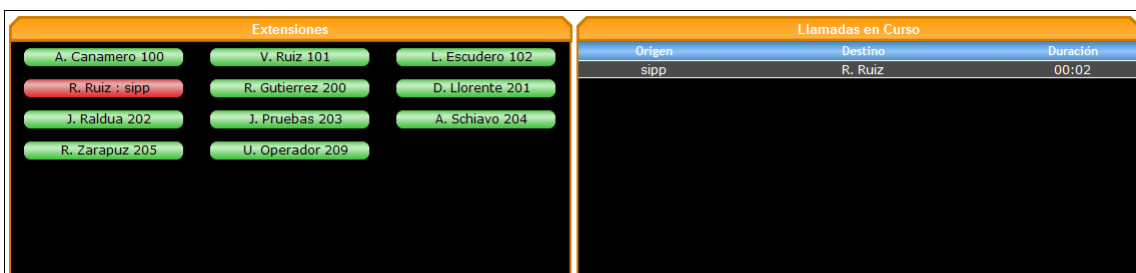 Extensiones
A. Canamero 100 V. Ruiz 101 L. Escudero 102
R. Ruiz : sipp R. Gutierrez 200 D. Llorente 201
J. Raldua 202 J. Pruebas 203 A. Schiavo 204
R. Zarapuz 205 U. Operador 209
Llamadas en Curso
Origen Destino Duración
sipp R. Ruiz 00:02